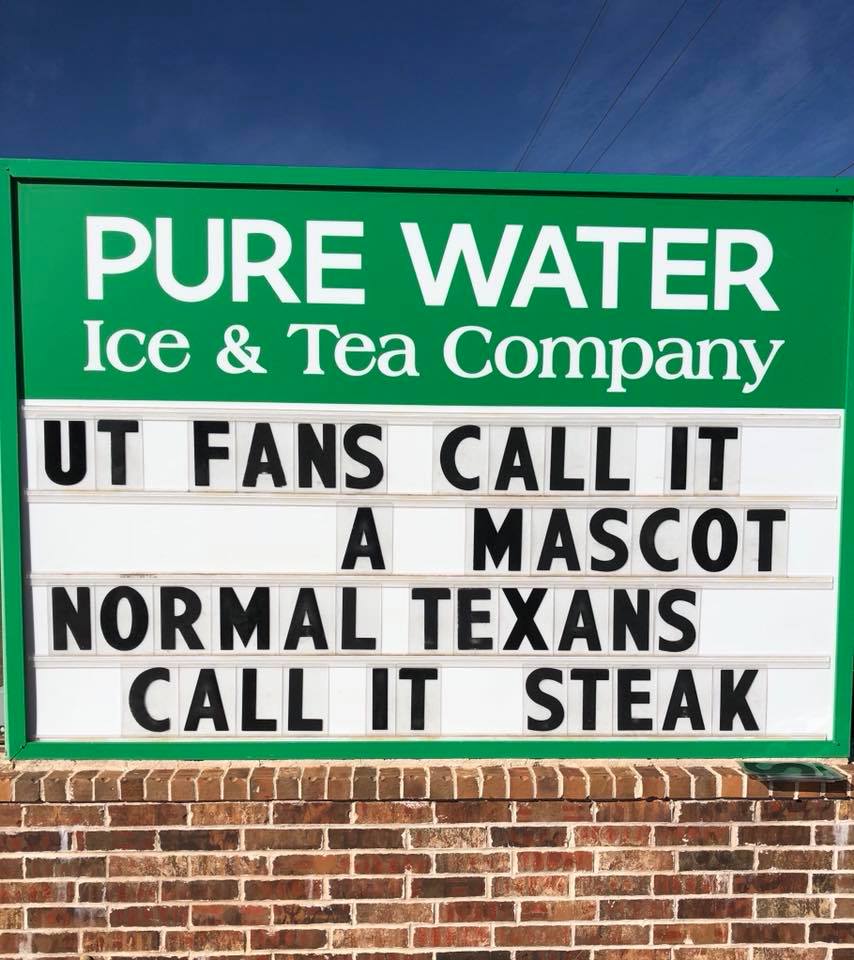 PURE WATER
Ice & Tea Company
UT FANS CALL IT
A MASCOT
NORMAL TEXANS
CALL IT STEAK